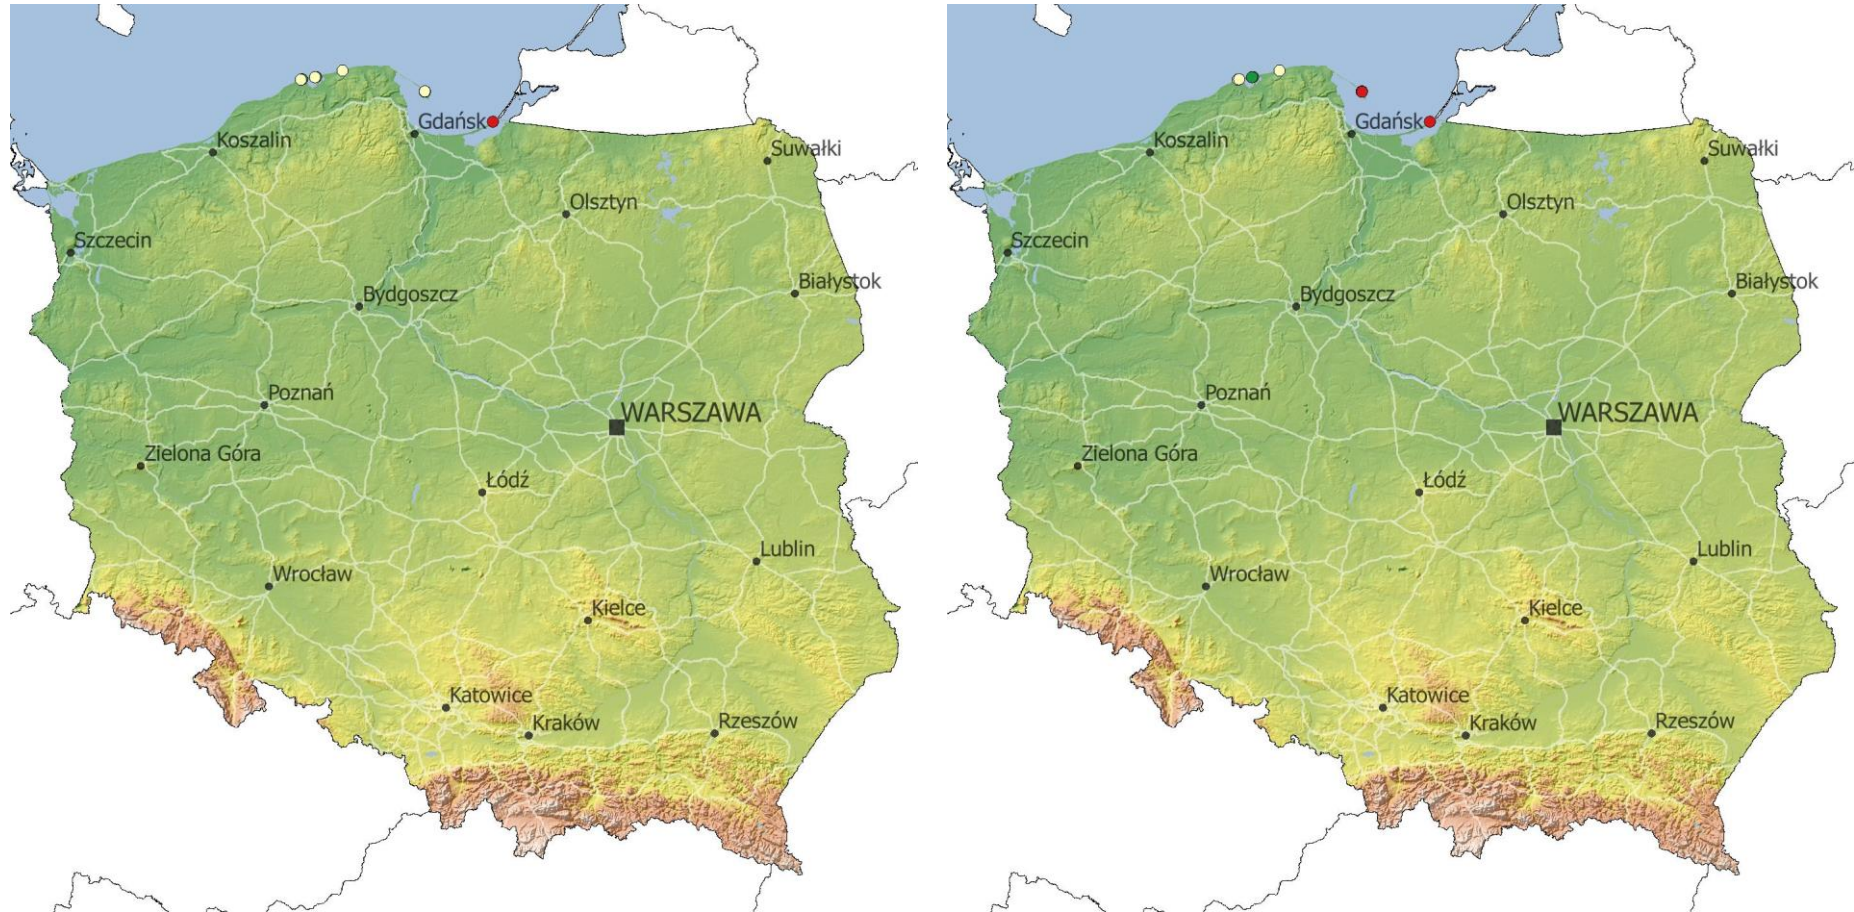 Gdańsk
Koszalin
Suwałki
Olsztyn
Szczecin
Białystok
Bydgoszcz
Poznań
WARSZAWA
Zielona Góra
Łódź
Lublin
Wrocław
Kielce
Katowice
Kraków
Rzeszów
Gdańsk
Koszalin
Suwałki
Olsztyn
Szczecin
Białystok
Bydgoszcz
Poznań
WARSZAWA
Zielona Góra
Łódź
Lublin
Wrocław
Kielce
Katowice
Kraków
Rzeszów